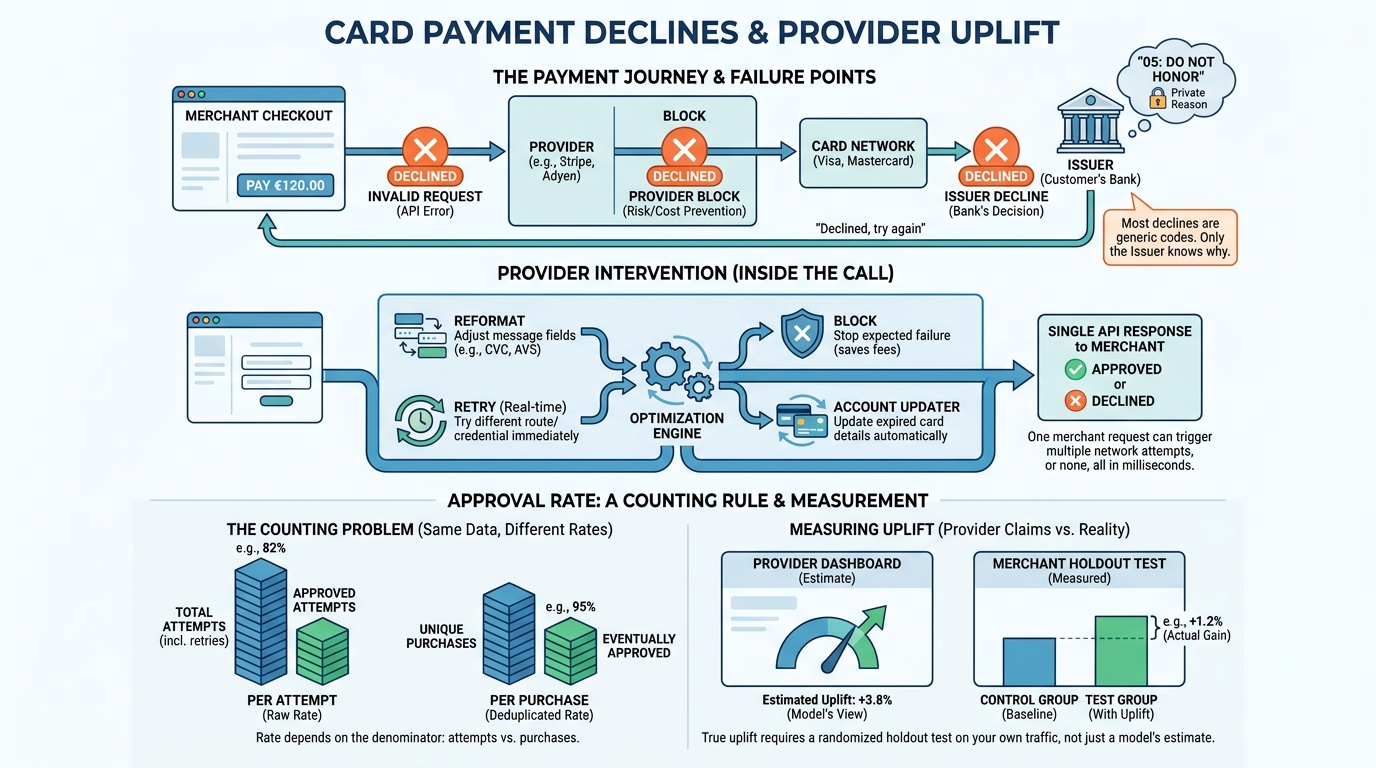 CARD PAYMENT DECLINES & PROVIDER UPLIFT
THE PAYMENT JOURNEY & FAILURE POINTS
MERCHANT CHECKOUT
PAY €120.00
DECLINED
INVALID REQUEST
(API Error)
PROVIDER
(e.g., Stripe,
Adyen)
BLOCK
DECLINED
PROVIDER BLOCK
(Risk/Cost Prevention)
CARD NETWORK
(Visa, Mastercard)
DECLINED
ISSUER DECLINE
(Bank's Decision)
"05: DO NOT
HONOR"
Private
Reason
ISSUER
(Customer's Bank)
Most declines are
generic codes. Only
the Issuer knows why.
"Declined, try again"
PROVIDER INTERVENTION (INSIDE THE CALL)
REFORMAT
Adjust message fields
(e.g., CVC, AVS)
RETRY (Real-time)
Try different route/
credential immediately
OPTIMIZATION
ENGINE
BLOCK
Stop expected failure
(saves fees)
ACCOUNT UPDATER
Update expired card
details automatically
SINGLE API RESPONSE
to MERCHANT
APPROVED
or
DECLINED
One merchant request can trigger
multiple network attempts,
or none, all in milliseconds.
APPROVAL RATE: A COUNTING RULE & MEASUREMENT
THE COUNTING PROBLEM (Same Data, Different Rates)
e.g., 82%
TOTAL
ATTEMPTS
(incl. retries)
APPROVED
ATTEMPTS
PER ATTEMPT
(Raw Rate)
UNIQUE
PURCHASES
e.g., 95%
EVENTUALLY
APPROVED
PER PURCHASE
(Deduplicated Rate)
Rate depends on the denominator: attempts vs. purchases.
MEASURING UPLIFT (Provider Claims vs. Reality)
PROVIDER DASHBOARD
(Estimate)
Estimated Uplift: +3.8%
(Model's View)
MERCHANT HOLDOUT TEST
(Measured)
e.g., +1.2%
(Actual Gain)
CONTROL GROUP
(Baseline)
TEST GROUP
(With Uplift)
True uplift requires a randomized holdout test on your own traffic, not just a model's estimate.